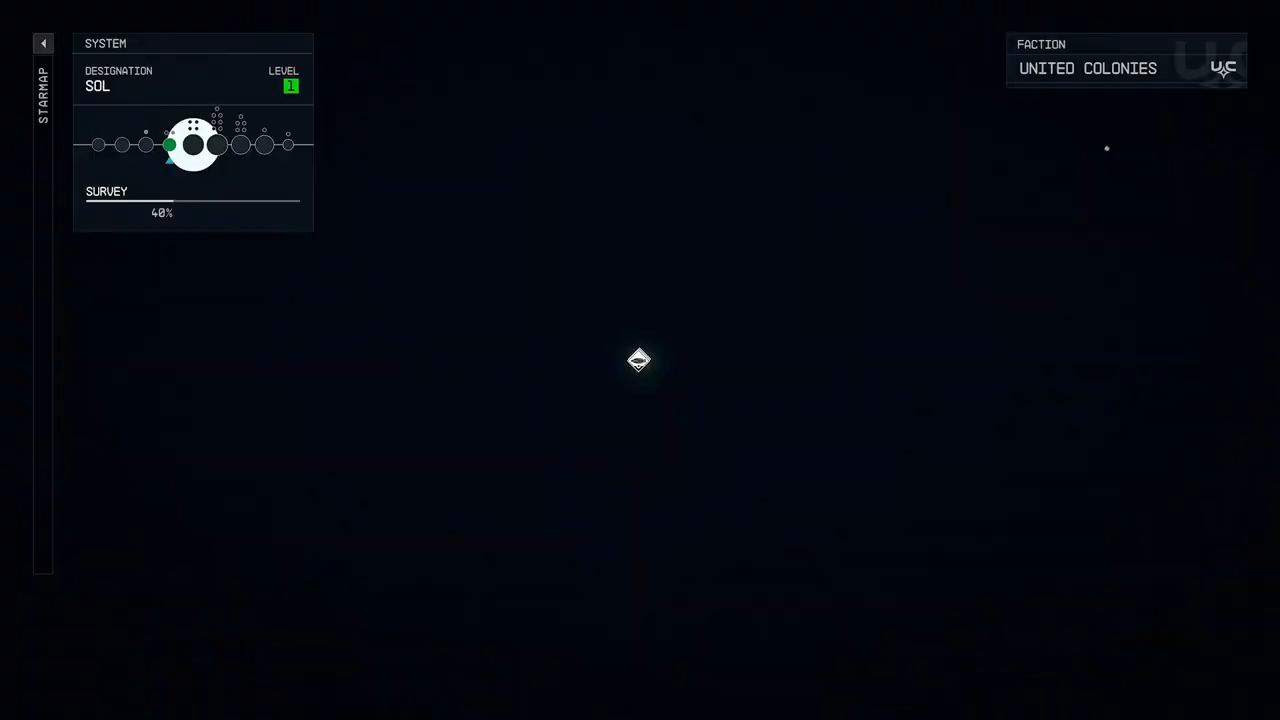 SYSTEM
DESIGNATION
LEVEL
SOL
1
SURVEY
40%
STARMAP
FACTION
UNITED COLONIES
UC